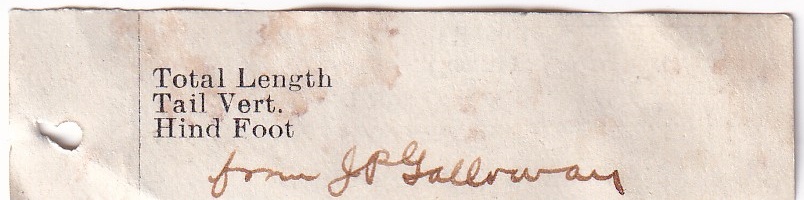 Total Length
Tail Vert.
Hind Foot
from J P Galloway